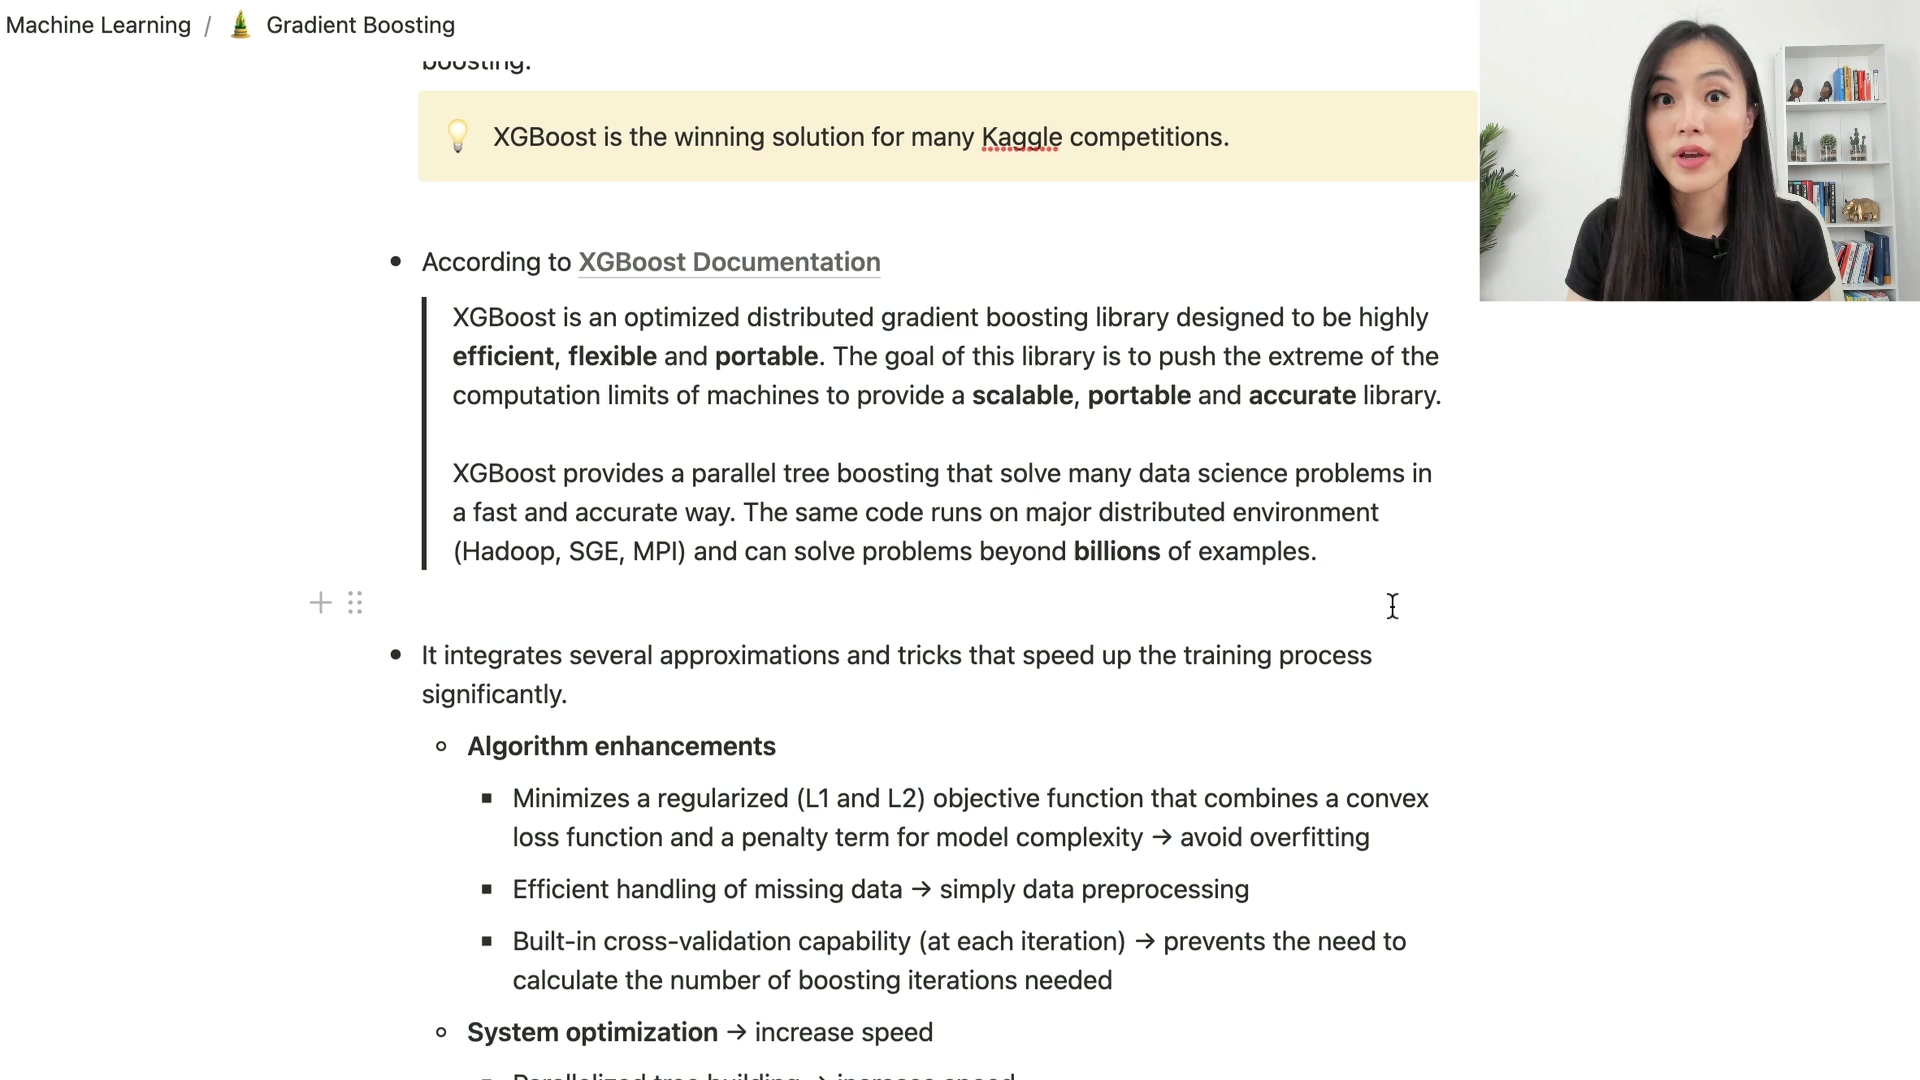 Machine Learning / Gradient Boosting
boosting.
XGBoost is the winning solution for many Kaggle competitions.
According to XGBoost Documentation
XGBoost is an optimized distributed gradient boosting library designed to be highly
efficient, flexible and portable. The goal of this library is to push the extreme of the
computation limits of machines to provide a scalable, portable and accurate library.
XGBoost provides a parallel tree boosting that solve many data science problems in
a fast and accurate way. The same code runs on major distributed environment
(Hadoop, SGE, MPI) and can solve problems beyond billions of examples.
It integrates several approximations and tricks that speed up the training process
significantly.
Algorithm enhancements
Minimizes a regularized (L1 and L2) objective function that combines a convex
loss function and a penalty term for model complexity → avoid overfitting
Efficient handling of missing data → simply data preprocessing
Built-in cross-validation capability (at each iteration) → prevents the need to
calculate the number of boosting iterations needed
System optimization → increase speed
Parallelized tree building → increase speed